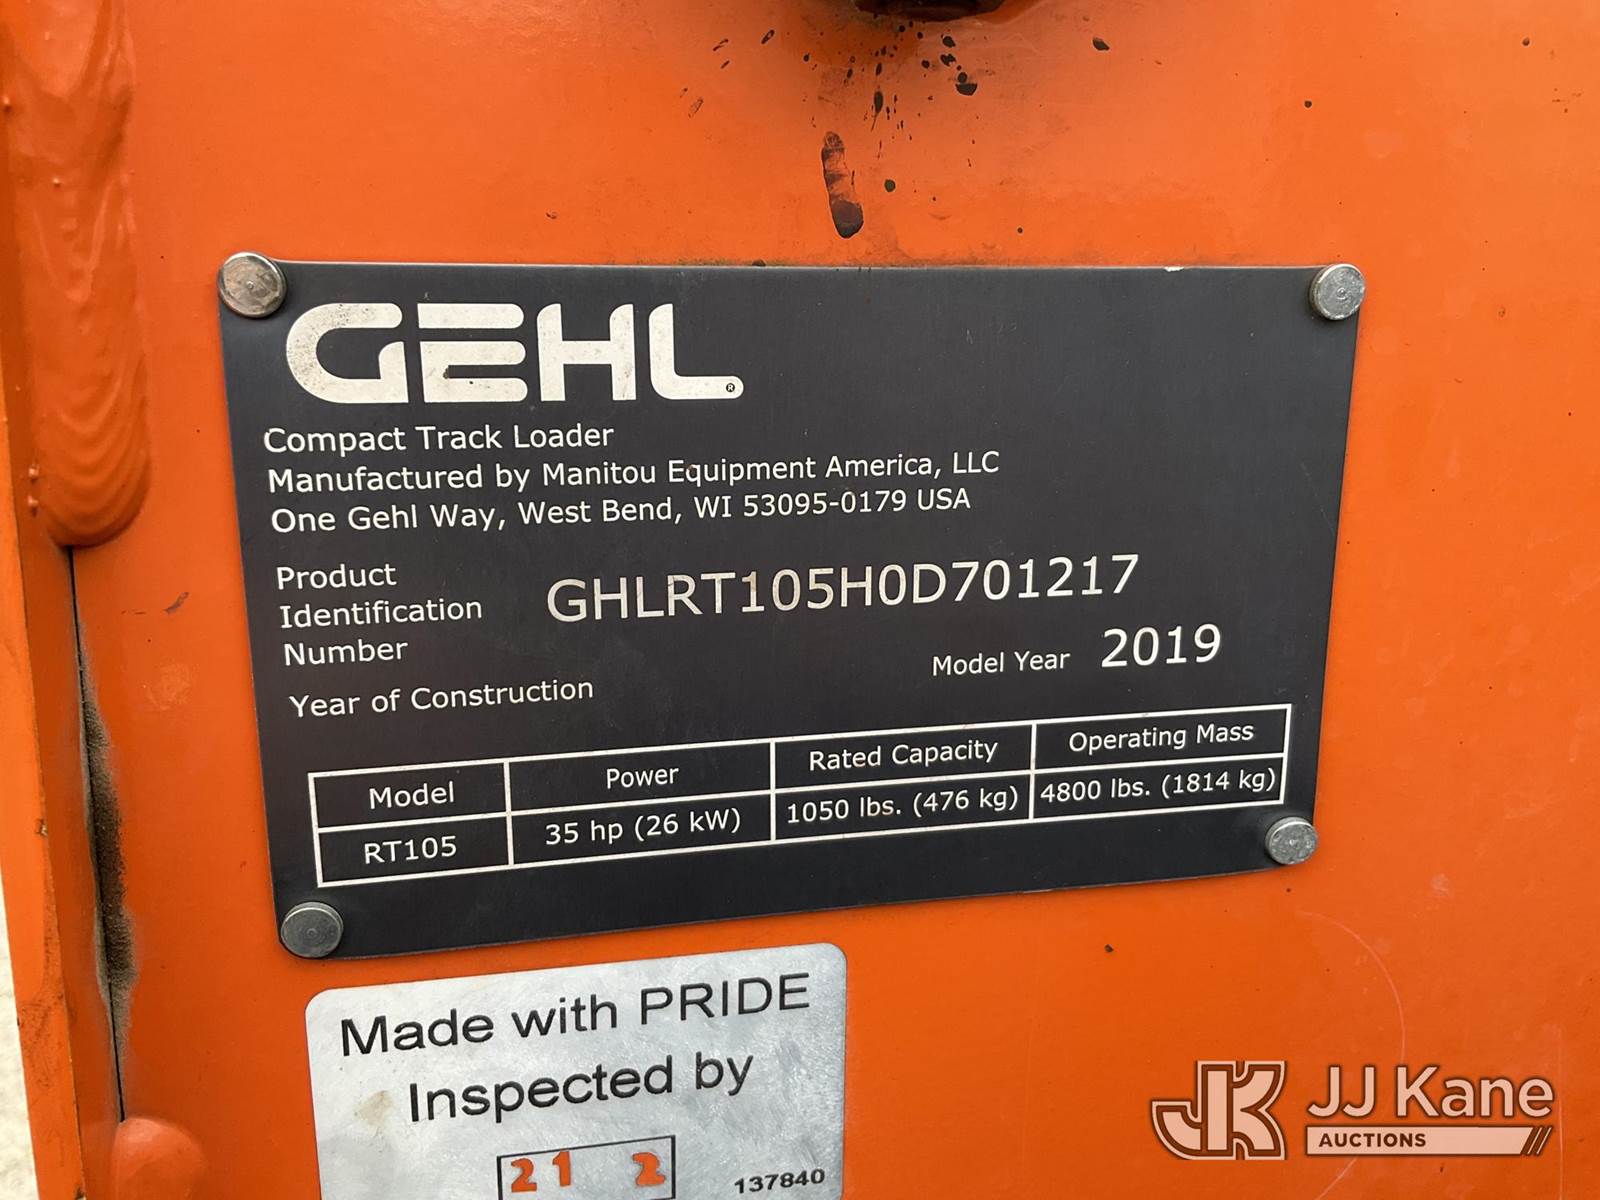 GEHL®
Compact Track Loader
Manufactured by Manitou Equipment America, LLC
One Gehl Way, West Bend, WI 53095-0179 USA
Product
Identification
Number
GHLRT105H0D701217
Model Year 2019
Year of Construction
Model Power Rated Capacity Operating Mass
RT105 35 hp (26 kW) 1050 lbs. (476 kg) 4800 lbs. (1814 kg)
Made with PRIDE
Inspected by
21 2
137840
JK JJ Kane
AUCTIONS